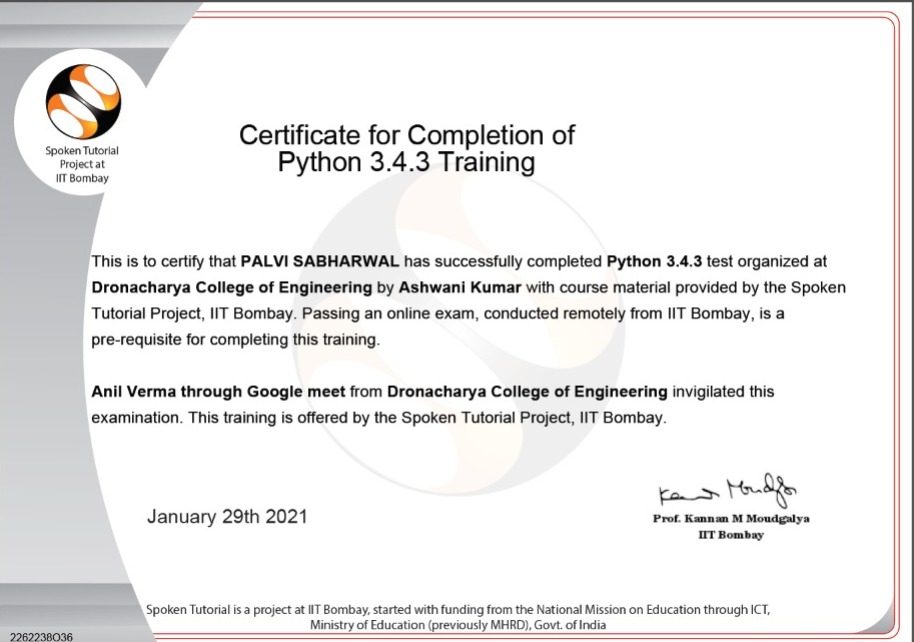 Spoken Tutorial
Project at
IIT Bombay
Certificate for Completion of
Python 3.4.3 Training
This is to certify that PALVI SABHARWAL has successfully completed Python 3.4.3 test organized at
Dronacharya College of Engineering by Ashwani Kumar with course material provided by the Spoken
Tutorial Project, IIT Bombay. Passing an online exam, conducted remotely from IIT Bombay, is a
pre-requisite for completing this training.
Anil Verma through Google meet from Dronacharya College of Engineering invigilated this
examination. This training is offered by the Spoken Tutorial Project, IIT Bombay.
January 29th 2021
Prof. Kannan M Moudgalya
IIT Bombay
Spoken Tutorial is a project at IIT Bombay, started with funding from the National Mission on Education through ICT,
Ministry of Education (previously MHRD), Govt. of India
2262238O36